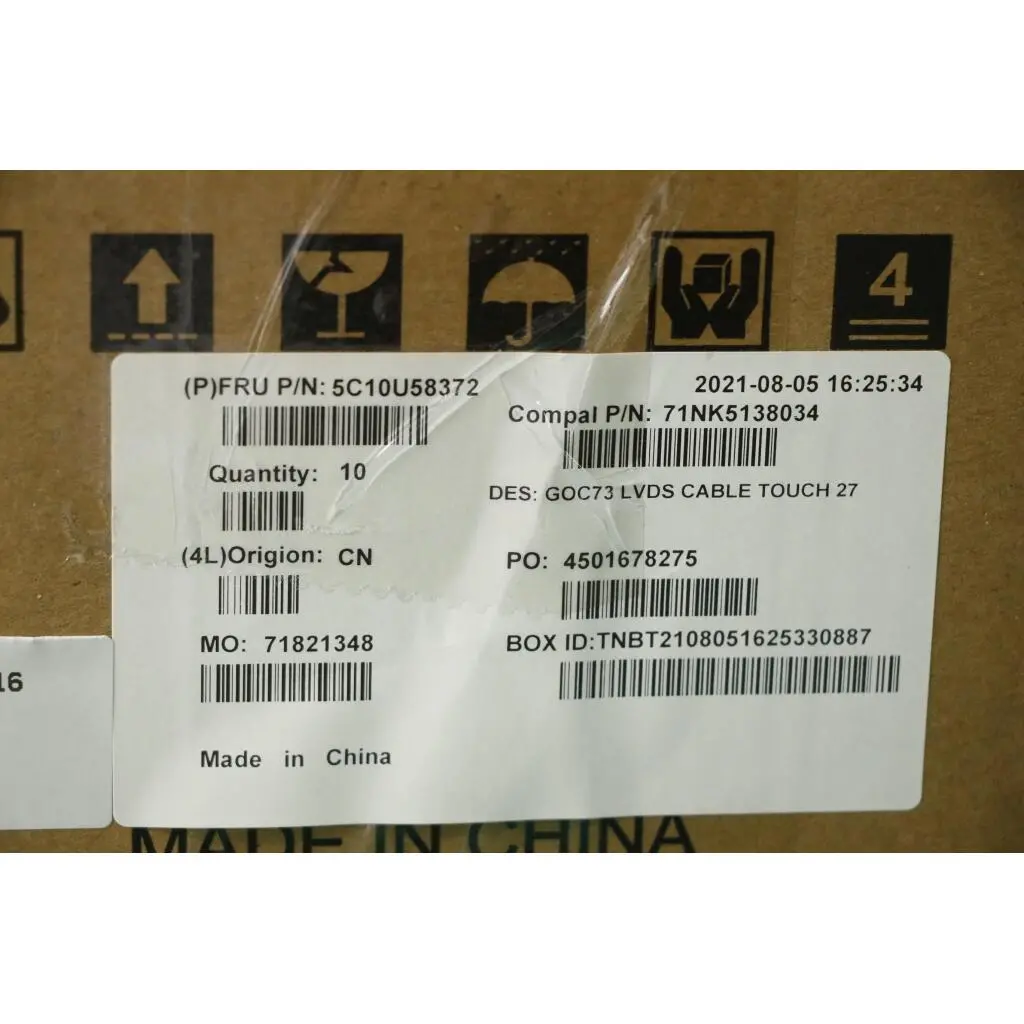 4
(P)FRU P/N: 5C10U58372
2021-08-05 16:25:34
Compal P/N: 71NK5138034
Quantity: 10
DES: GOC73 LVDS CABLE TOUCH 27
(4L)Origion: CN
PO: 4501678275
MO: 71821348
BOX ID:TNBT2108051625330887
16
Made in China
MADE IN CHINA